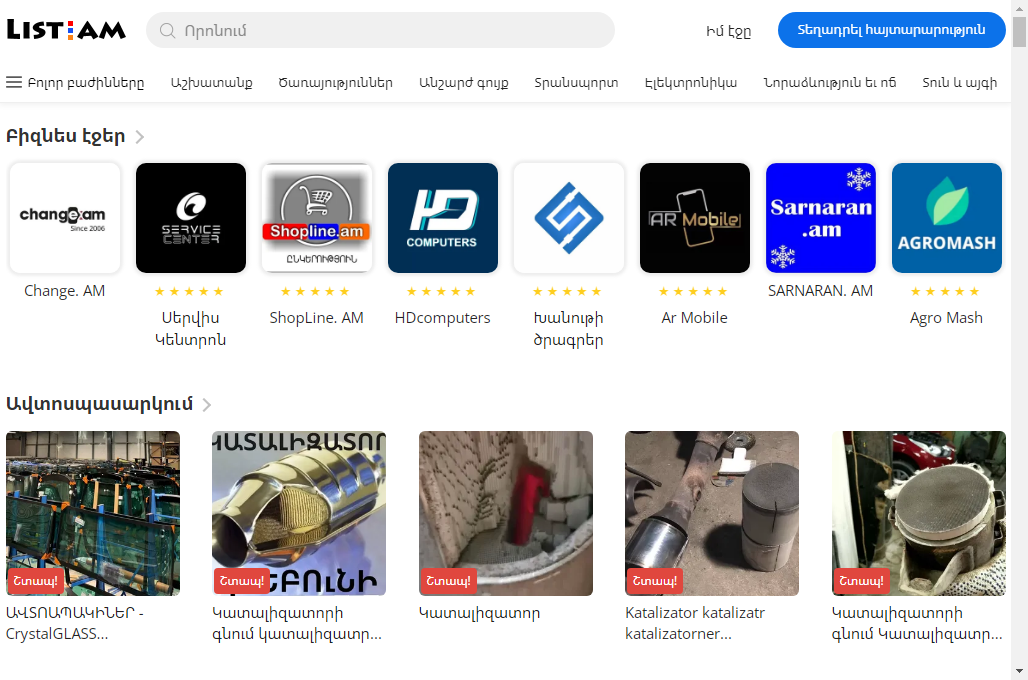 LIST.AM
Որոնում
Իմ էջը
Տեղադրել հայտարարություն
Բոլոր բաժինները
Աշխատանք
Ծառայություններ
Անշարժ գույք
Տրանսպորտ
Էլեկտրոնիկա
Նորաձևություն եւ ոճ
Տուն և այգի
Բիզնես էջեր
change.am
Since 2006
SERVICE
CENTER
Shopline.am
ԸՆԿԵՐՈՒԹՅՈՒՆ
HD
COMPUTERS
AR Mobile
Sarnaran
.am
AGROMASH
Change. AM
Սերվիս
Կենտրոն
ShopLine. AM
HDcomputers
Խանութի
ծրագրեր
Ar Mobile
SARNARAN. AM
Agro Mash
Ավտոսպասարկում
Շտապ!
ԱՎՏՈԱՊԱԿԻՆԵՐ -
CrystalGLASS...
ԿԱՏԱԼԻԶԱՏՈՐ
Շտապ!
Կատալիզատորի
գնում կատալիզատր...
Շտապ!
Կատալիզատոր
Շտապ!
Katalizator katalizatr
katalizatorner...
Շտապ!
Կատալիզատորի
գնում Կատալիզատր...